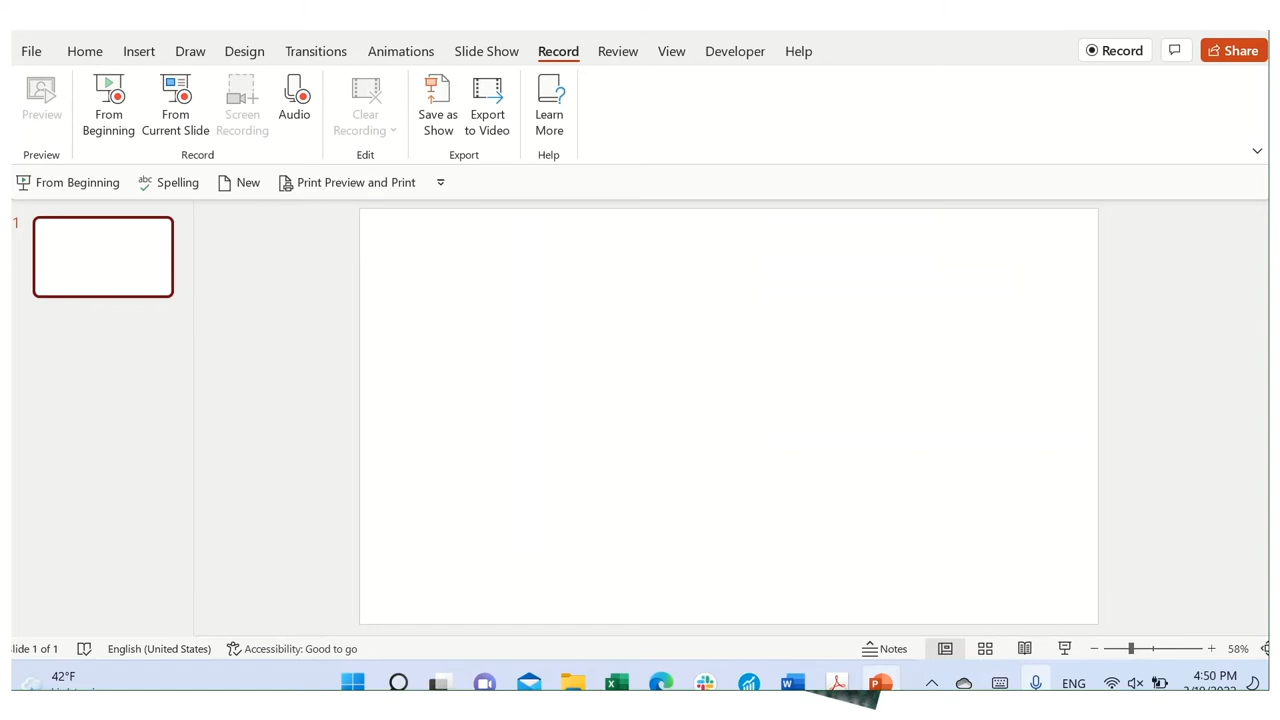 File Home Insert Draw Design Transitions Animations Slide Show Record Review View Developer Help Record Share
Preview From Beginning From Current Slide Screen Recording Audio Clear Recording Save as Show Export to Video Learn More
Preview Record Edit Export Help
From Beginning abc Spelling New Print Preview and Print
1
lide 1 of 1 English (United States) Accessibility: Good to go Notes 58%
42°F ENG 4:50 PM